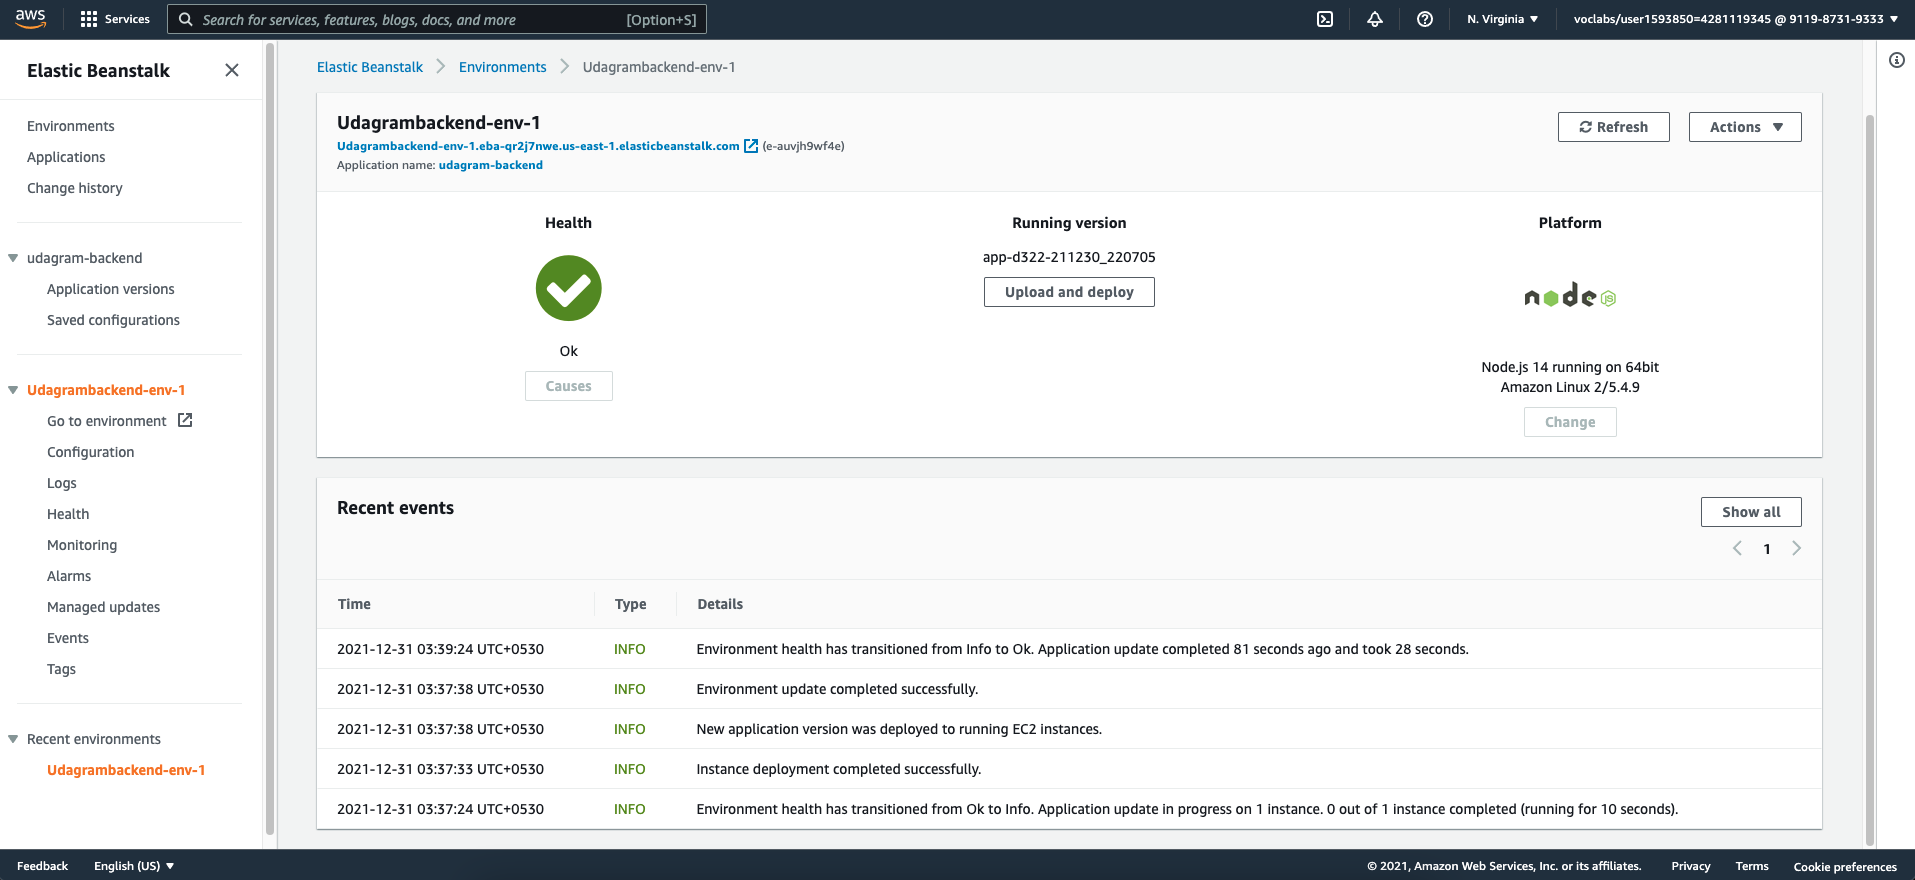 aws
Services
Search for services, features, blogs, docs, and more
[Option+S]
N. Virginia
voclabs/user1593850=4281119345 @ 9119-8731-9333
Elastic Beanstalk
Environments
Applications
Change history
udagram-backend
Application versions
Saved configurations
Udagrambackend-env-1
Go to environment
Configuration
Logs
Health
Monitoring
Alarms
Managed updates
Events
Tags
Recent environments
Udagrambackend-env-1
Elastic Beanstalk
Environments
Udagrambackend-env-1
Udagrambackend-env-1
Udagrambackend-env-1.eba-qr2j7nwe.us-east-1.elasticbeanstalk.com (e-auvjh9wf4e)
Application name: udagram-backend
Refresh
Actions
Health
Ok
Causes
Running version
app-d322-211230_220705
Upload and deploy
Platform
node JS
Node.js 14 running on 64bit
Amazon Linux 2/5.4.9
Change
Recent events
Show all
1
Time Type Details
2021-12-31 03:39:24 UTC+0530 INFO Environment health has transitioned from Info to Ok. Application update completed 81 seconds ago and took 28 seconds.
2021-12-31 03:37:38 UTC+0530 INFO Environment update completed successfully.
2021-12-31 03:37:38 UTC+0530 INFO New application version was deployed to running EC2 instances.
2021-12-31 03:37:33 UTC+0530 INFO Instance deployment completed successfully.
2021-12-31 03:37:24 UTC+0530 INFO Environment health has transitioned from Ok to Info. Application update in progress on 1 instance. 0 out of 1 instance completed (running for 10 seconds).
Feedback
English (US)
© 2021, Amazon Web Services, Inc. or its affiliates.
Privacy
Terms
Cookie preferences